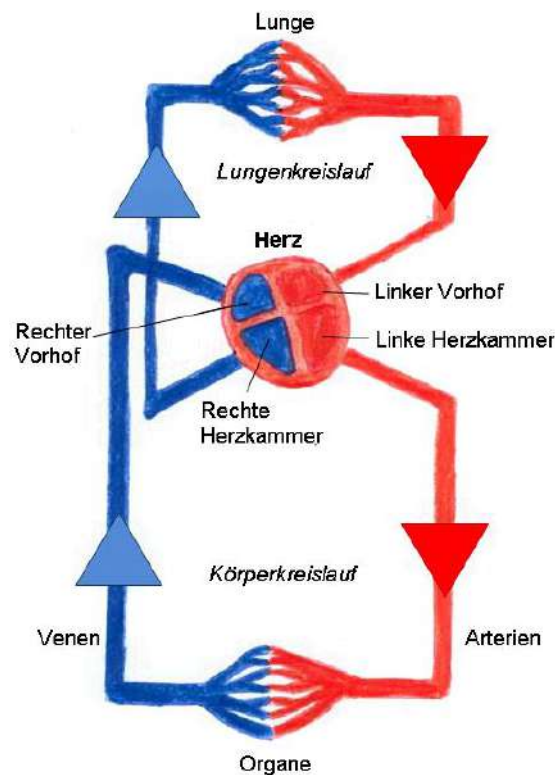 Lunge
Lungenkreislauf
Herz
Linker Vorhof
Rechter
Vorhof
Linke Herzkammer
Rechte
Herzkammer
Körperkreislauf
Venen
Arterien
Organe